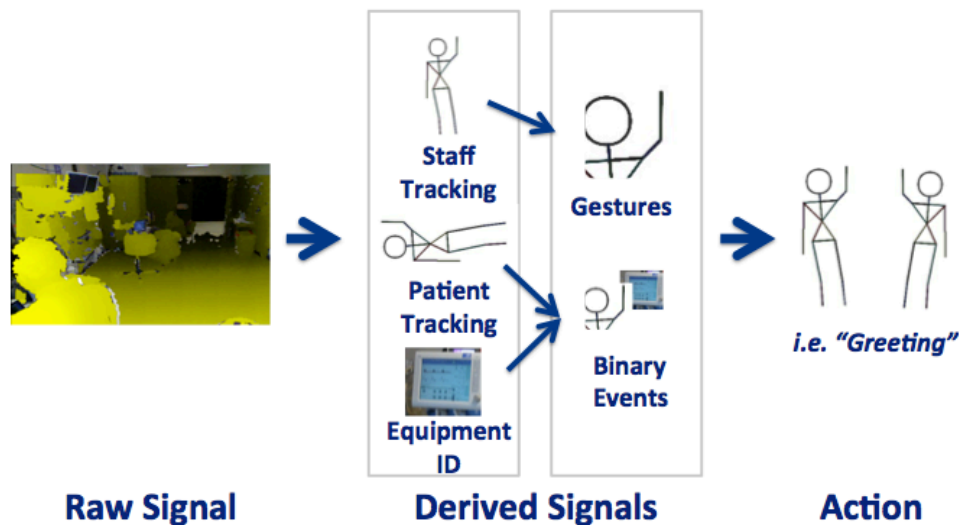 Staff
Tracking
Patient
Tracking
Equipment
ID
Gestures
Binary
Events
i.e. “Greeting”
Raw Signal
Derived Signals
Action